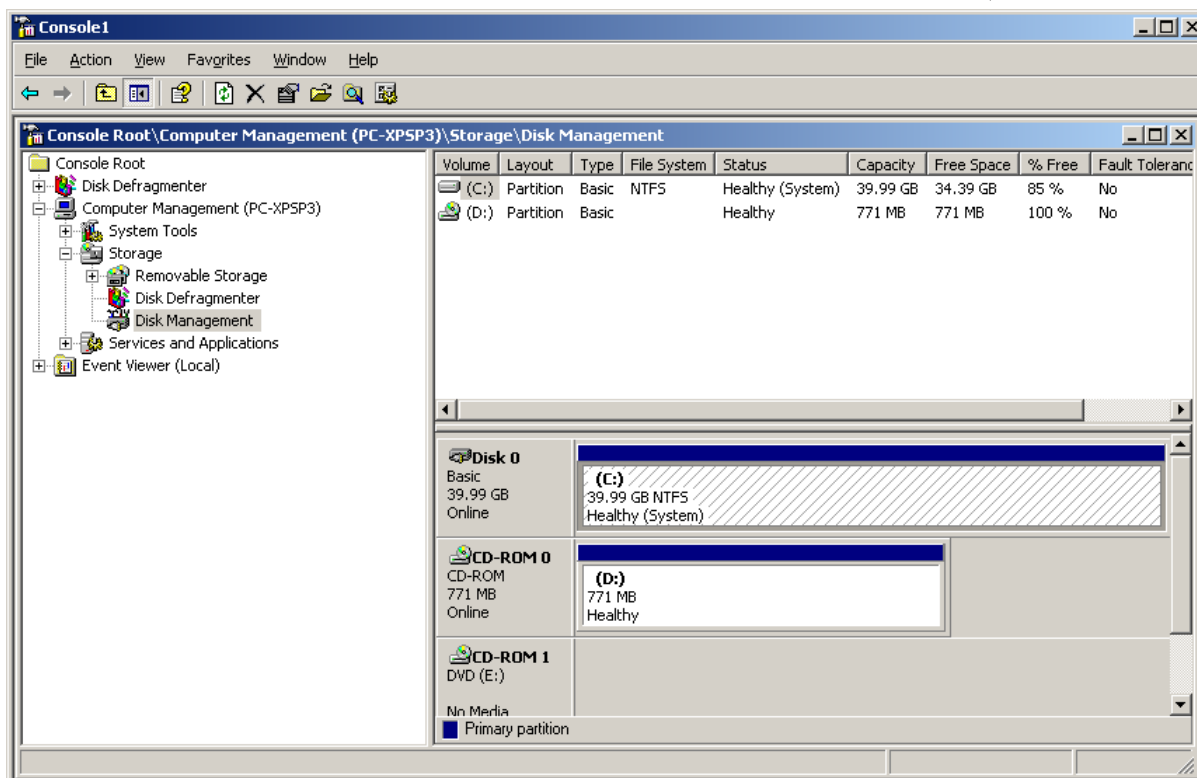 Console1
File Action View Favorites Window Help
Console Root\Computer Management (PC-XPSP3)\Storage\Disk Management
Console Root
Disk Defragmenter
Computer Management (PC-XPSP3)
System Tools
Storage
Removable Storage
Disk Defragmenter
Disk Management
Services and Applications
Event Viewer (Local)
Volume Layout Type File System Status Capacity Free Space % Free Fault Toleranc
(C:) Partition Basic NTFS Healthy (System) 39.99 GB 34.39 GB 85 % No
(D:) Partition Basic Healthy 771 MB 771 MB 100 % No
Disk 0
Basic
39.99 GB
Online
(C:)
39.99 GB NTFS
Healthy (System)
CD-ROM 0
CD-ROM
771 MB
Online
(D:)
771 MB
Healthy
CD-ROM 1
DVD (E:)
No Media
Primary partition